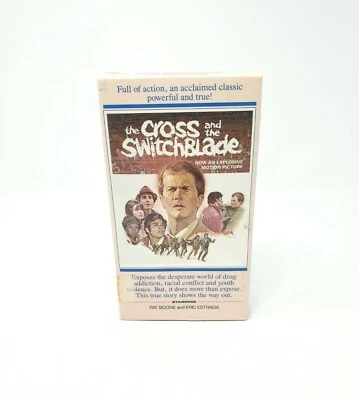 Full of action, an acclaimed classic
powerful and true!
the CROSS and the
SWITCHBLADE
NOW AN EXPLOSIVE
MOTION PICTURE
Exposes the desperate world of drug
addiction, racial conflict and youth
violence. But, it does more than expose.
This true story shows the way out.
STARRING
PAT BOONE and ERIC ESTRADA